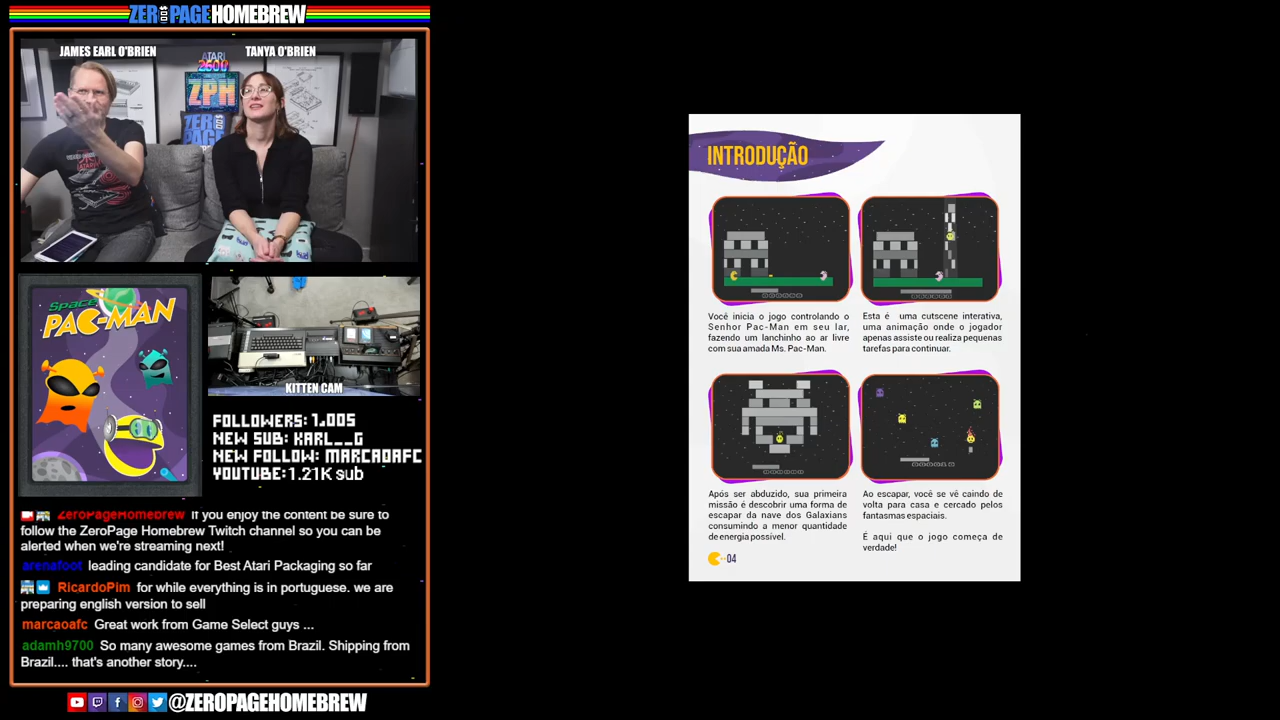 ZEROPAGE HOMEBREW
JAMES EARL O'BRIEN
TANYA O'BRIEN
ATARI
2600
ZPH
ZERO
PAGE
Space
PAC-MAN
KITTEN CAM
FOLLOWERS: 1,005
NEW SUB: KARL__G
NEW FOLLOW: MARCAOAFC
YOUTUBE: 1.21K sub
ZeroPageHomebrew If you enjoy the content be sure to
follow the ZeroPage Homebrew Twitch channel so you can be
alerted when we're streaming next!
arenafoot leading candidate for Best Atari Packaging so far
RicardoPim for while everything is in portuguese. we are
preparing english version to sell
marcaoafc Great work from Game Select guys ...
adamh9700 So many awesome games from Brazil. Shipping from
Brazil.... that's another story....
@ZEROPAGEHOMEBREW
INTRODUÇÃO
Você inicia o jogo controlando o
Senhor Pac-Man em seu lar,
fazendo um lanchinho ao ar livre
com sua amada Ms. Pac-Man.
Esta é uma cutscene interativa,
uma animação onde o jogador
apenas assiste ou realiza pequenas
tarefas para continuar.
Após ser abduzido, sua primeira
missão é descobrir uma forma de
escapar da nave dos Galaxians
consumindo a menor quantidade
de energia possível.
Ao escapar, você se vê caindo de
volta para casa e cercado pelos
fantasmas espaciais.
É aqui que o jogo começa de
verdade!
04